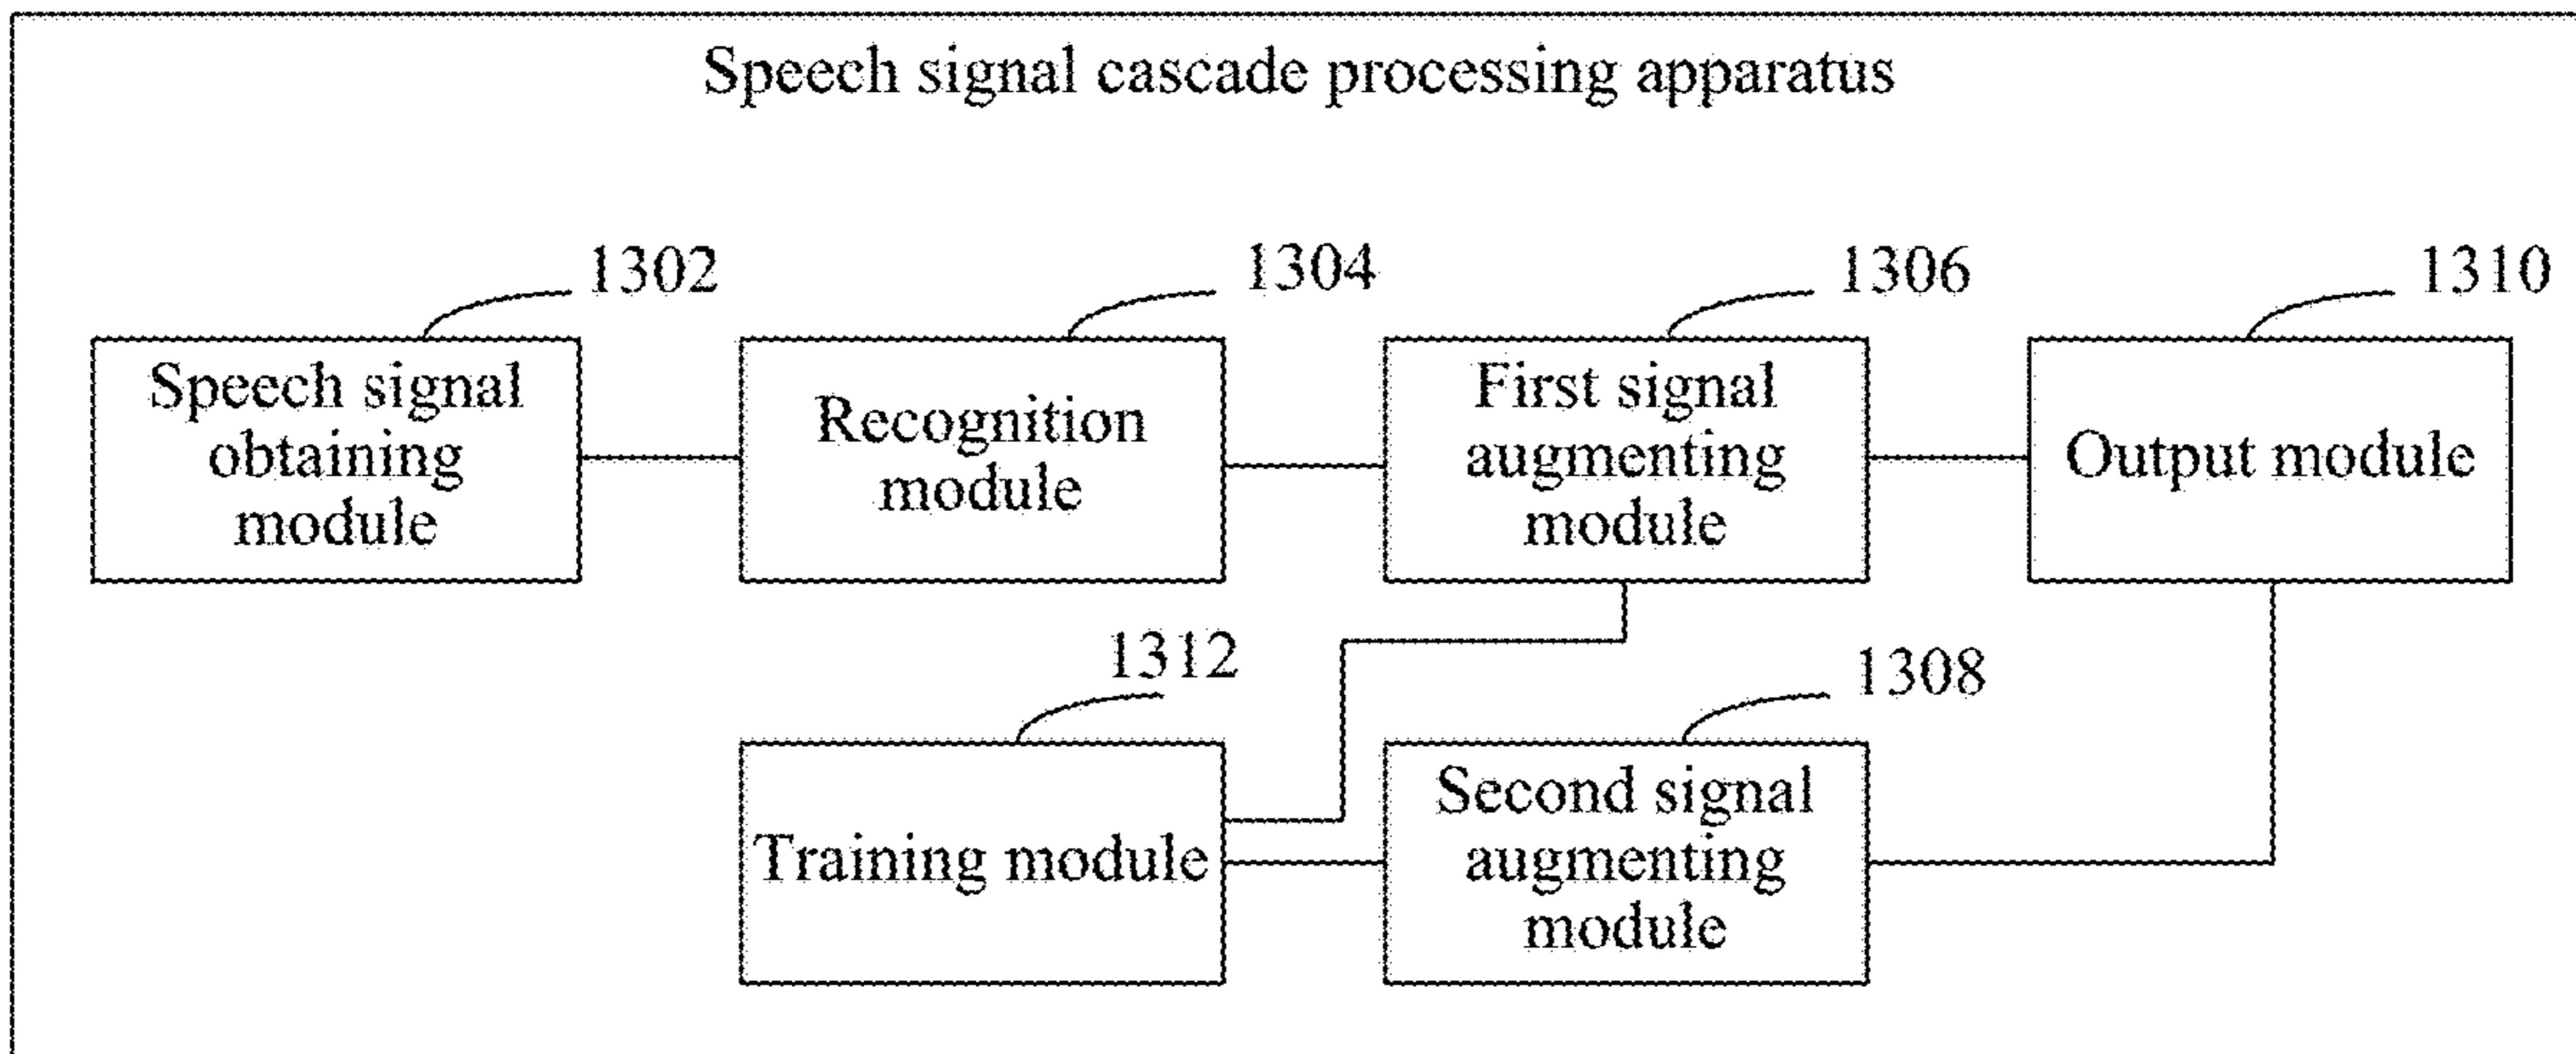 Speech signal cascade processing apparatus
1302
1304
1306
1310
Speech signal
obtaining
module
Recognition
module
First signal
augmenting
module
Output module
1312
1308
Training module
Second signal
augmenting
module